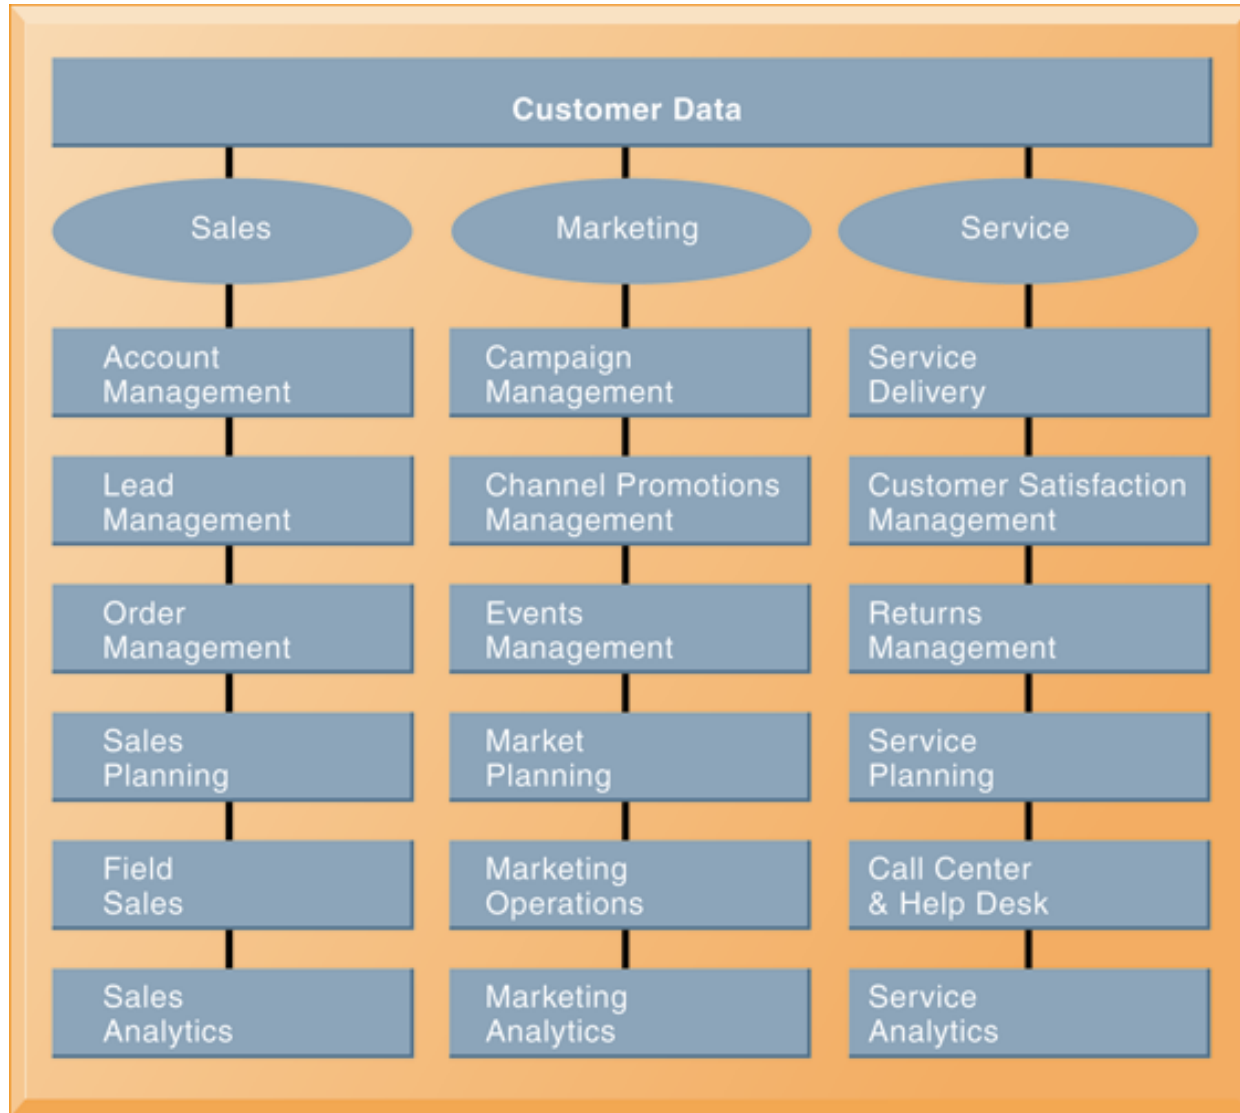 Customer Data
Sales
Marketing
Service
Account
Management
Lead
Management
Order
Management
Sales
Planning
Field
Sales
Sales
Analytics
Campaign
Management
Channel Promotions
Management
Events
Management
Market
Planning
Marketing
Operations
Marketing
Analytics
Service
Delivery
Customer Satisfaction
Management
Returns
Management
Service
Planning
Call Center
& Help Desk
Service
Analytics